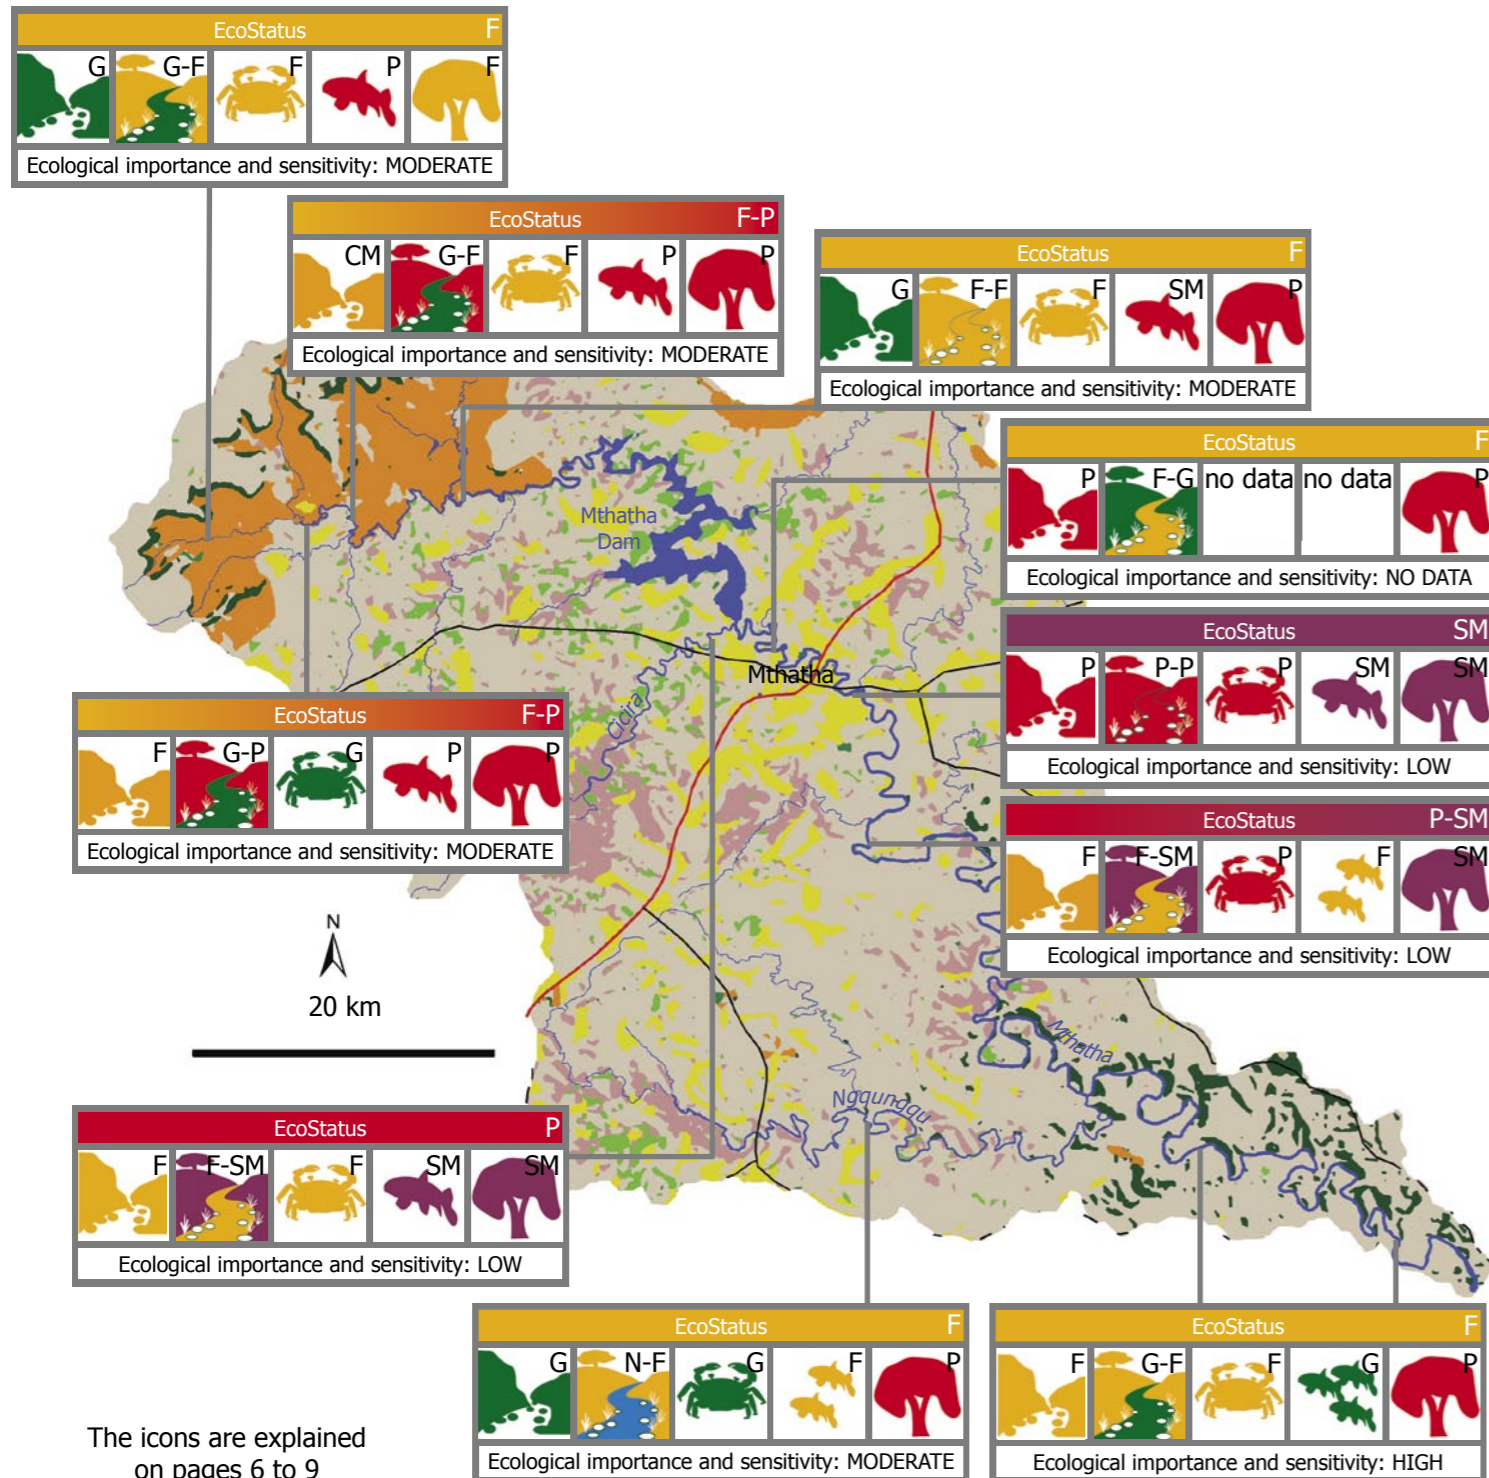 EcoStatus F
G G-F F P F
Ecological importance and sensitivity: MODERATE
EcoStatus F-P
CM G-F F P P
Ecological importance and sensitivity: MODERATE
EcoStatus F
G F-F F SM P
Ecological importance and sensitivity: MODERATE
EcoStatus F
P F-G no data no data P
Ecological importance and sensitivity: NO DATA
Mthatha
Dam
EcoStatus SM
P P-P P SM SM
Ecological importance and sensitivity: LOW
Mthatha
Cicira
EcoStatus F-P
F G-P G P P
Ecological importance and sensitivity: MODERATE
EcoStatus P-SM
F F-SM P F SM
Ecological importance and sensitivity: LOW
N
20 km
Mthatha
Ngqungqu
EcoStatus P
F F-SM F SM SM
Ecological importance and sensitivity: LOW
EcoStatus F
G N-F G F P
Ecological importance and sensitivity: MODERATE
EcoStatus F
F G-F F G P
Ecological importance and sensitivity: HIGH
The icons are explained
on pages 6 to 9